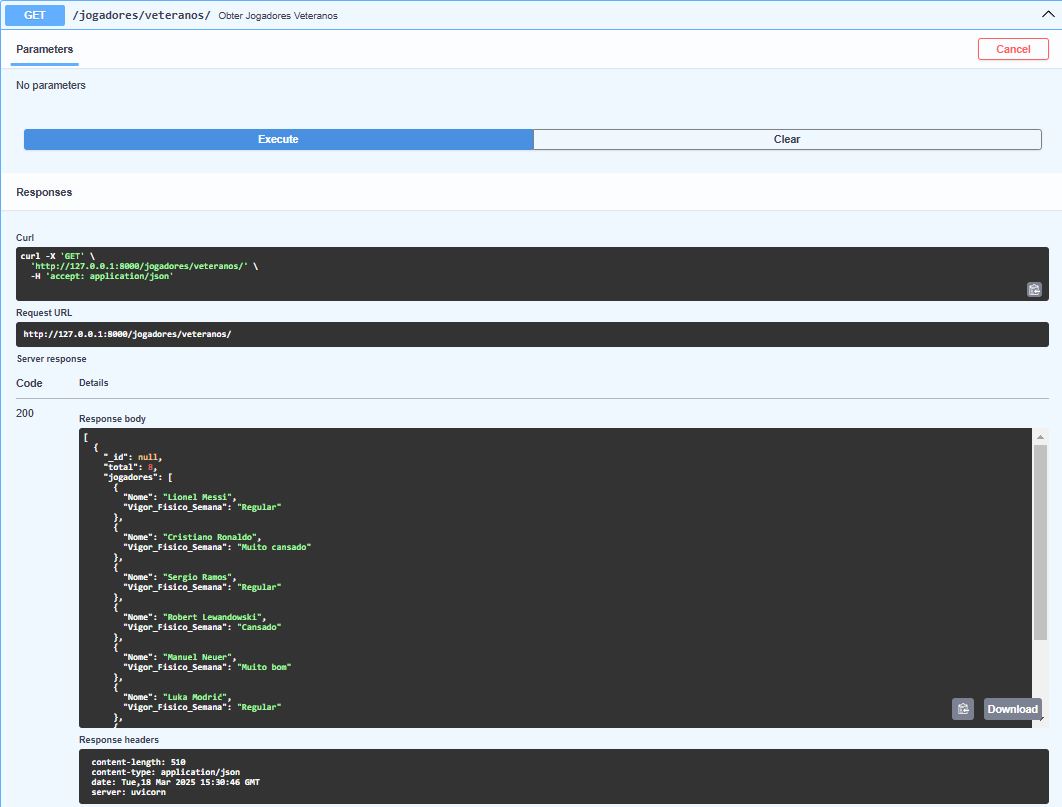 GET /jogadores/veteranos/ Obter Jogadores Veteranos
Parameters
Cancel
No parameters
Execute
Clear
Responses
Curl
curl -X 'GET' \
'http://127.0.0.1:8000/jogadores/veteranos/' \
-H 'accept: application/json'
Request URL
http://127.0.0.1:8000/jogadores/veteranos/
Server response
Code Details
200
Response body
[
{
"_id": null,
"total": 8,
"jogadores": [
{
"Nome": "Lionel Messi",
"Vigor_Fisico_Semana": "Regular"
},
{
"Nome": "Cristiano Ronaldo",
"Vigor_Fisico_Semana": "Muito cansado"
},
{
"Nome": "Sergio Ramos",
"Vigor_Fisico_Semana": "Regular"
},
{
"Nome": "Robert Lewandowski",
"Vigor_Fisico_Semana": "Cansado"
},
{
"Nome": "Manuel Neuer",
"Vigor_Fisico_Semana": "Muito bom"
},
{
"Nome": "Luka Modrić",
"Vigor_Fisico_Semana": "Regular"
},
{
Download
Response headers
content-length: 510
content-type: application/json
date: Tue,18 Mar 2025 15:30:46 GMT
server: uvicorn